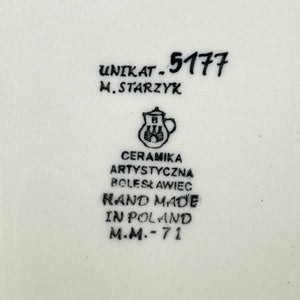 UNIKAT - 5177
M. STARZYK
B
CERAMIKA
ARTYSTYCZNA
BOLESŁAWIEC
HAND MADE
IN POLAND
M.M. - 71